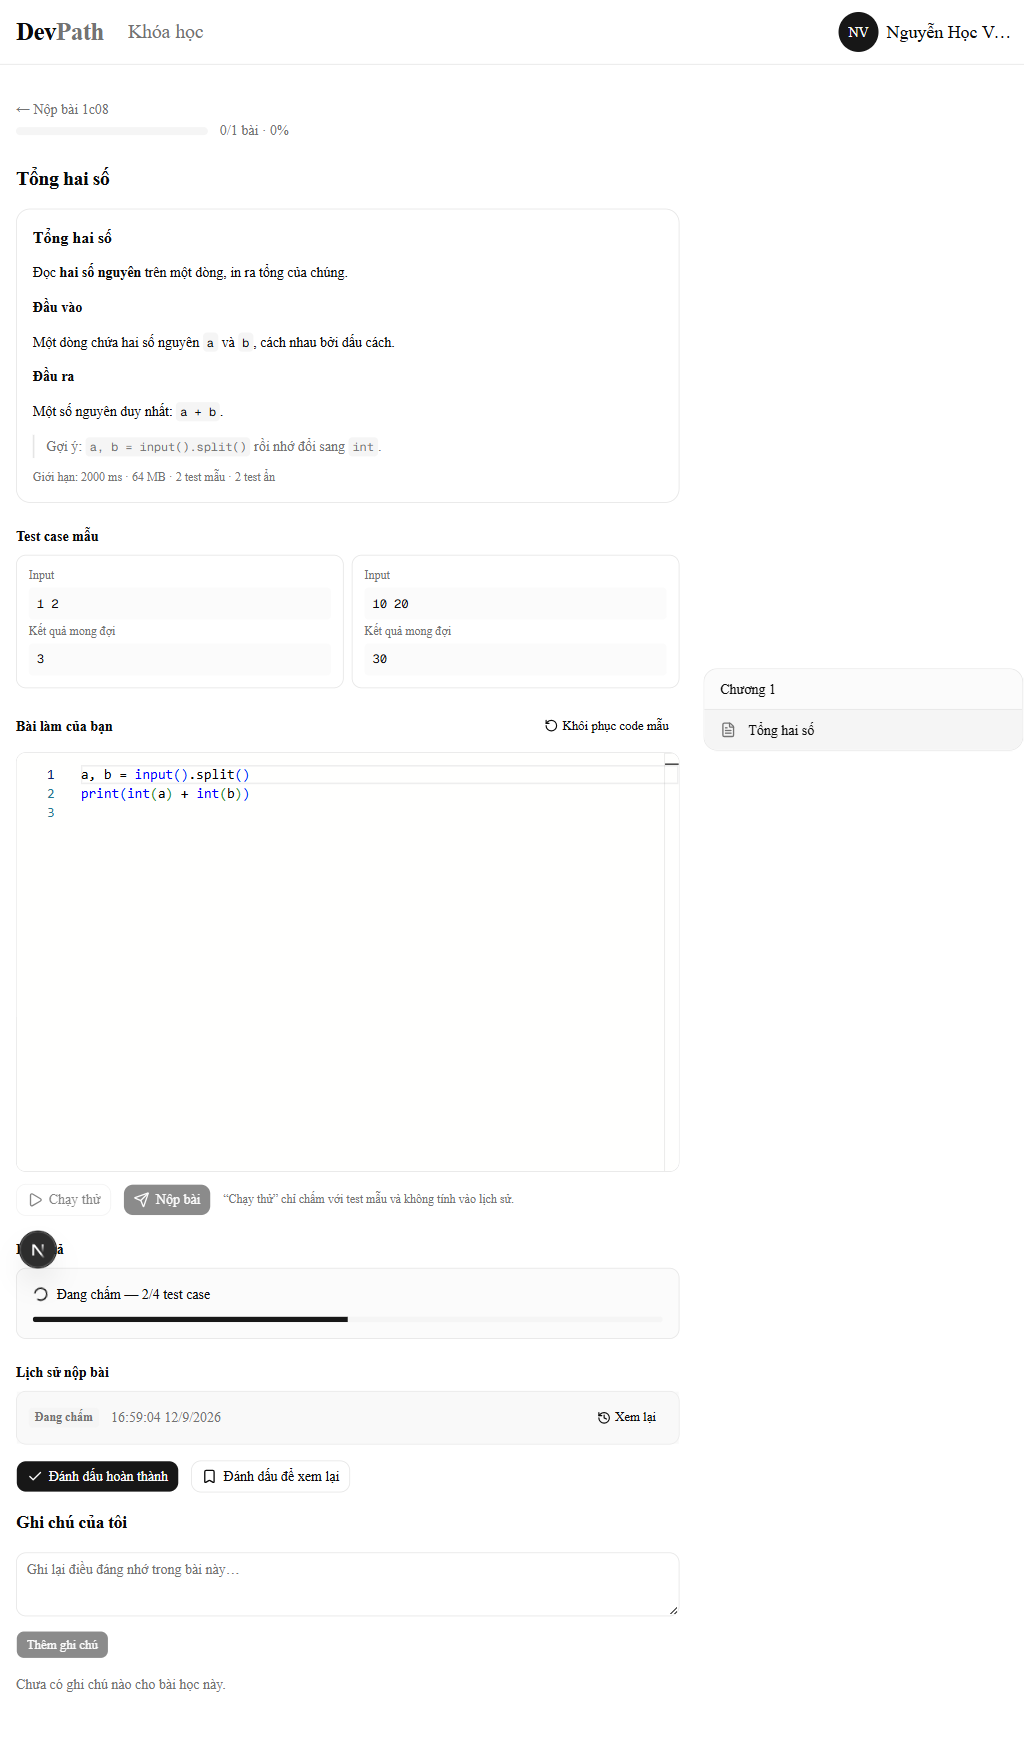 DevPath Khóa học NV Nguyễn Học V…
← Nộp bài 1c08
0/1 bài · 0%
Tổng hai số
Tổng hai số
Đọc hai số nguyên trên một dòng, in ra tổng của chúng.
Đầu vào
Một dòng chứa hai số nguyên a và b, cách nhau bởi dấu cách.
Đầu ra
Một số nguyên duy nhất: a + b.
Gợi ý: a, b = input().split() rồi nhớ đổi sang int.
Giới hạn: 2000 ms · 64 MB · 2 test mẫu · 2 test ẩn
Test case mẫu
Input
1 2
Kết quả mong đợi
3
Input
10 20
Kết quả mong đợi
30
Bài làm của bạn
Khôi phục code mẫu
1 a, b = input().split()
2 print(int(a) + int(b))
3
Chạy thử Nộp bài “Chạy thử” chỉ chấm với test mẫu và không tính vào lịch sử.
N
Đang chấm — 2/4 test case
Lịch sử nộp bài
Đang chấm 16:59:04 12/9/2026 Xem lại
Đánh dấu hoàn thành Đánh dấu để xem lại
Ghi chú của tôi
Ghi lại điều đáng nhớ trong bài này…
Thêm ghi chú
Chưa có ghi chú nào cho bài học này.
Chương 1
Tổng hai số